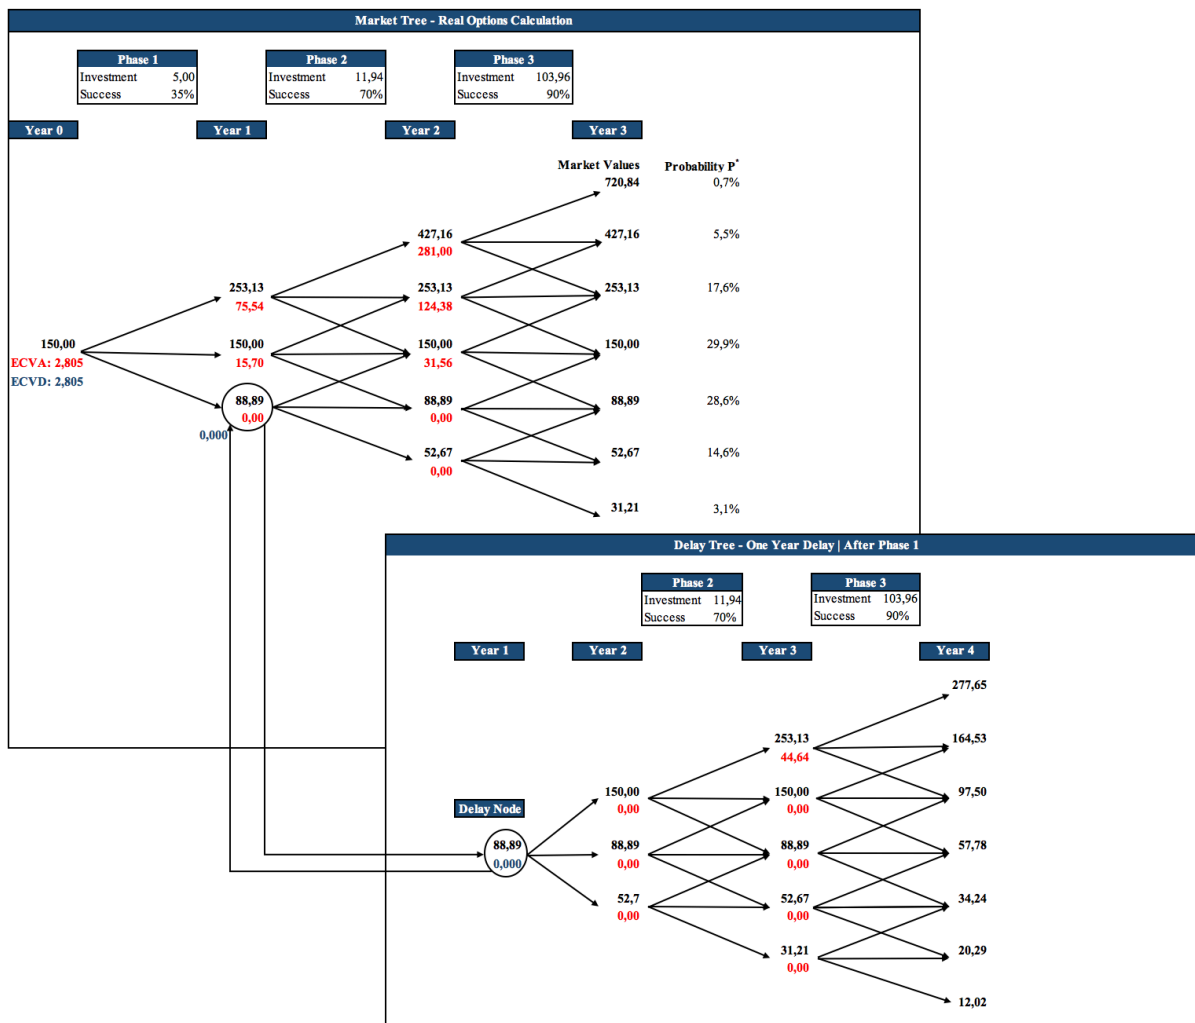 Market Tree - Real Options Calculation
Phase 1 Phase 2 Phase 3
Investment 5,00 Investment 11,94 Investment 103,96
Success 35% Success 70% Success 90%
Year 0 Year 1 Year 2 Year 3
Market Values Probability P*
720,84 0,7%
427,16 427,16 5,5%
281,00
253,13 253,13 253,13 17,6%
75,54 124,38
150,00 150,00 150,00 150,00 29,9%
ECVA: 2,805 15,70 31,56
ECVD: 2,805
88,89 88,89 88,89 28,6%
0,00 0,00
0,000
52,67 52,67 14,6%
0,00
31,21 3,1%
Delay Tree - One Year Delay | After Phase 1
Phase 2 Phase 3
Investment 11,94 Investment 103,96
Success 70% Success 90%
Year 1 Year 2 Year 3 Year 4
277,65
253,13 164,53
44,64
150,00 150,00 97,50
Delay Node 0,00 0,00
88,89 88,89 88,89 57,78
0,000 0,00 0,00
52,7 52,67 34,24
0,00 0,00
31,21 20,29
0,00
12,02